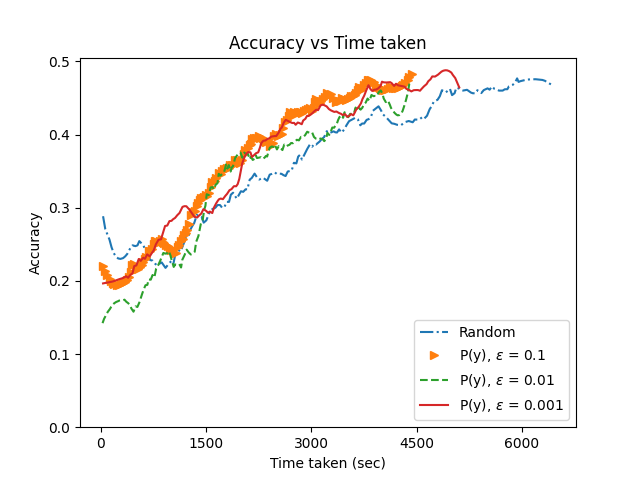 Accuracy vs Time taken
0.5
0.4
0.3
0.2
0.1
0.0
Accuracy
0 1500 3000 4500 6000
Time taken (sec)
Random
P(y), ε = 0.1
P(y), ε = 0.01
P(y), ε = 0.001